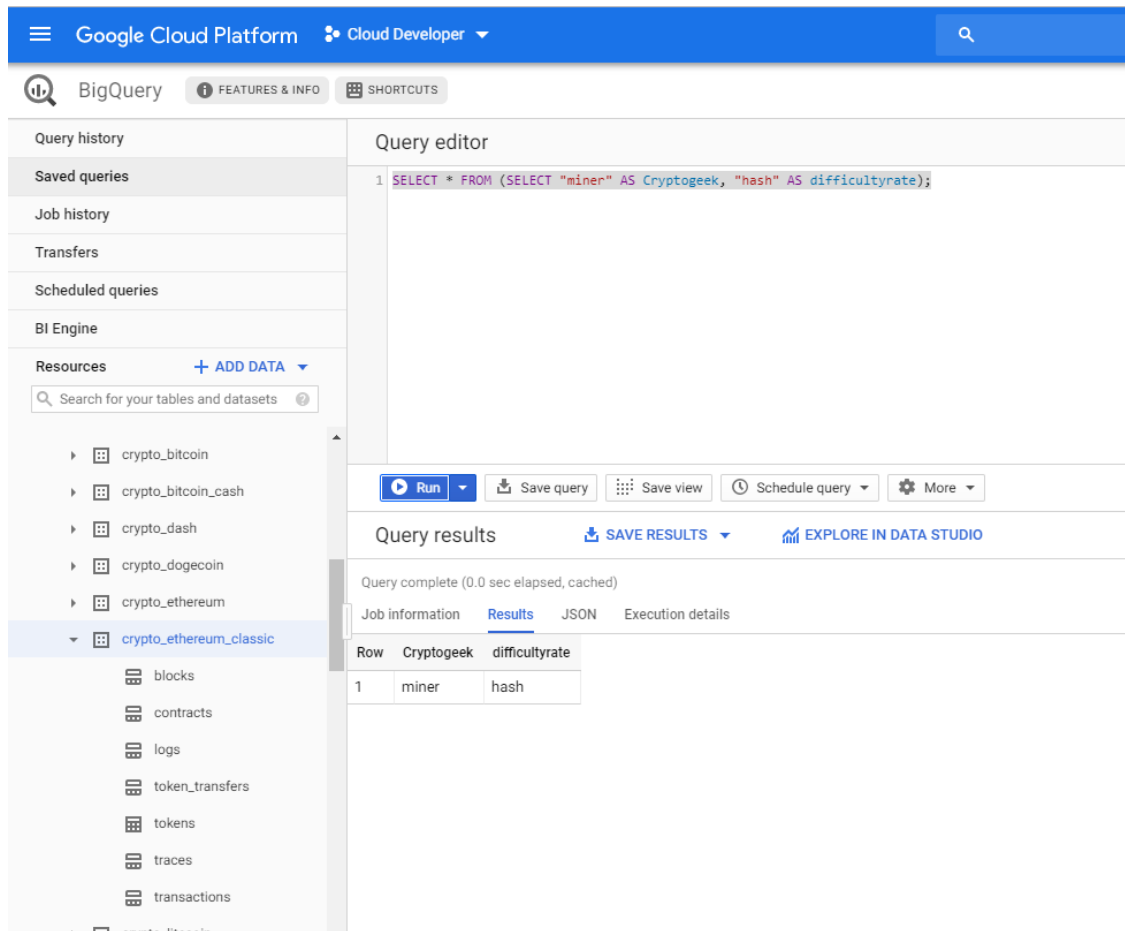 Google Cloud Platform Cloud Developer
BigQuery FEATURES & INFO SHORTCUTS
Query history
Saved queries
Job history
Transfers
Scheduled queries
BI Engine
Resources ADD DATA
Search for your tables and datasets
crypto_bitcoin
crypto_bitcoin_cash
crypto_dash
crypto_dogecoin
crypto_ethereum
crypto_ethereum_classic
blocks
contracts
logs
token_transfers
tokens
traces
transactions
Query editor
1 SELECT * FROM (SELECT "miner" AS Cryptogeek, "hash" AS difficultyrate);
Run Save query Save view Schedule query More
Query results SAVE RESULTS EXPLORE IN DATA STUDIO
Query complete (0.0 sec elapsed, cached)
Job information Results JSON Execution details
Row Cryptogeek difficultyrate
1 miner hash